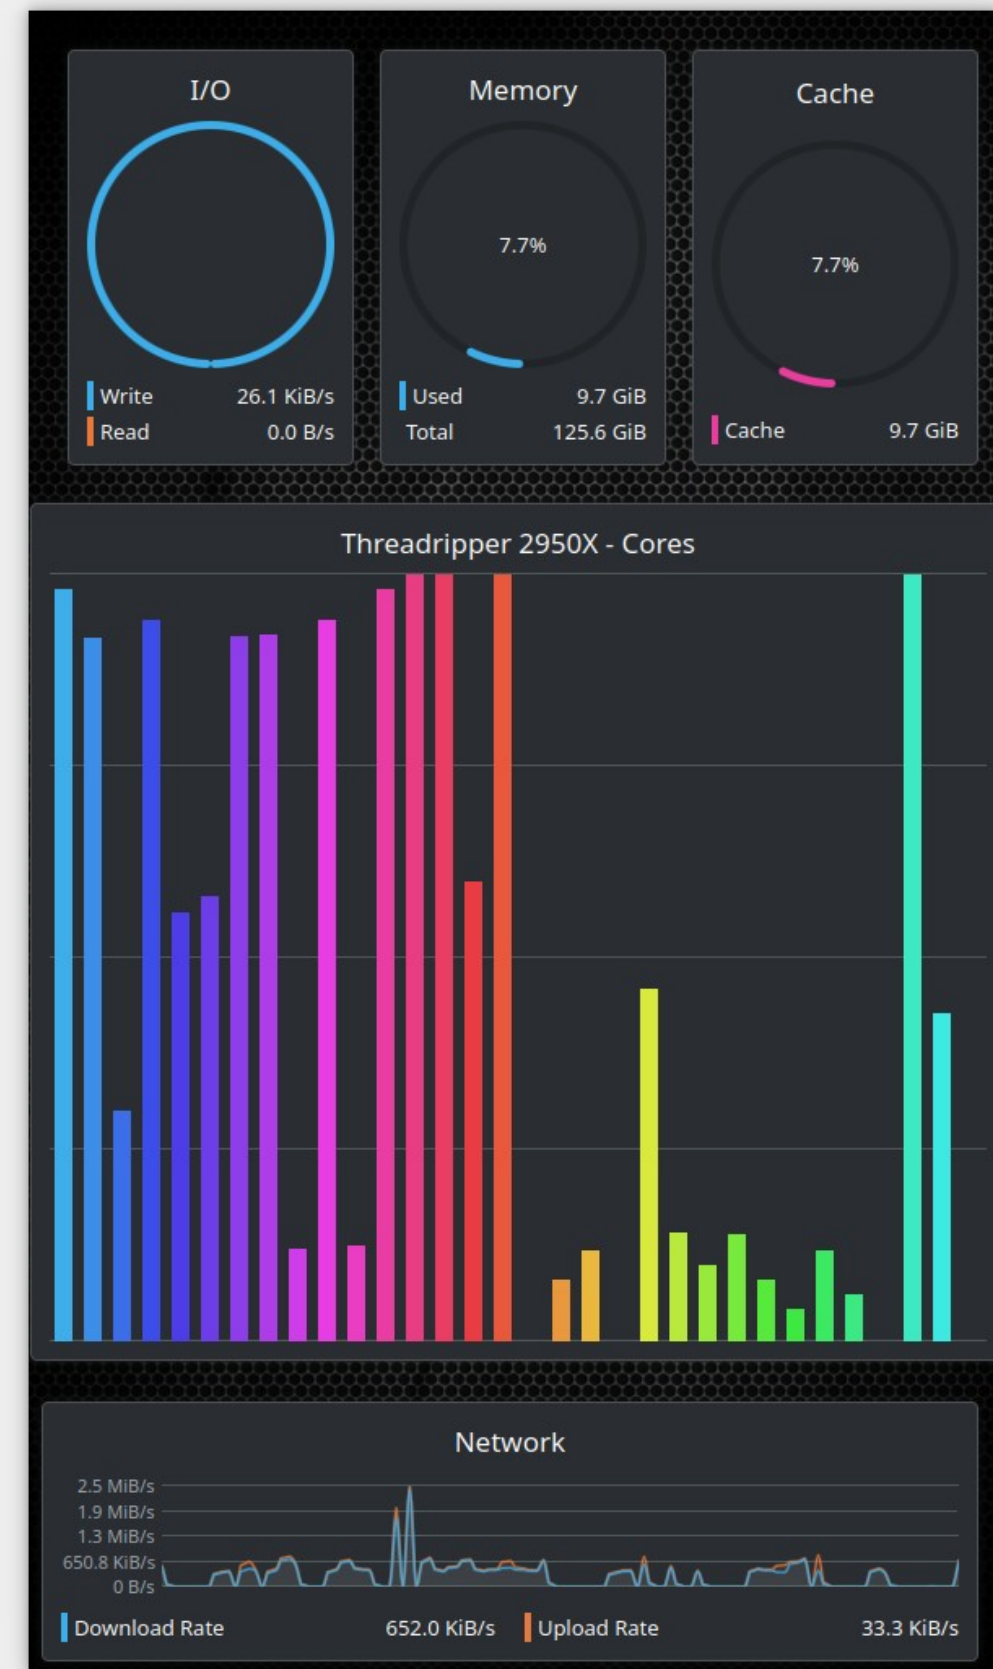 I/O
Write 26.1 KiB/s
Read 0.0 B/s
Memory
7.7%
Used 9.7 GiB
Total 125.6 GiB
Cache
7.7%
Cache 9.7 GiB
Threadripper 2950X - Cores
Network
2.5 MiB/s
1.9 MiB/s
1.3 MiB/s
650.8 KiB/s
0 B/s
Download Rate 652.0 KiB/s Upload Rate 33.3 KiB/s